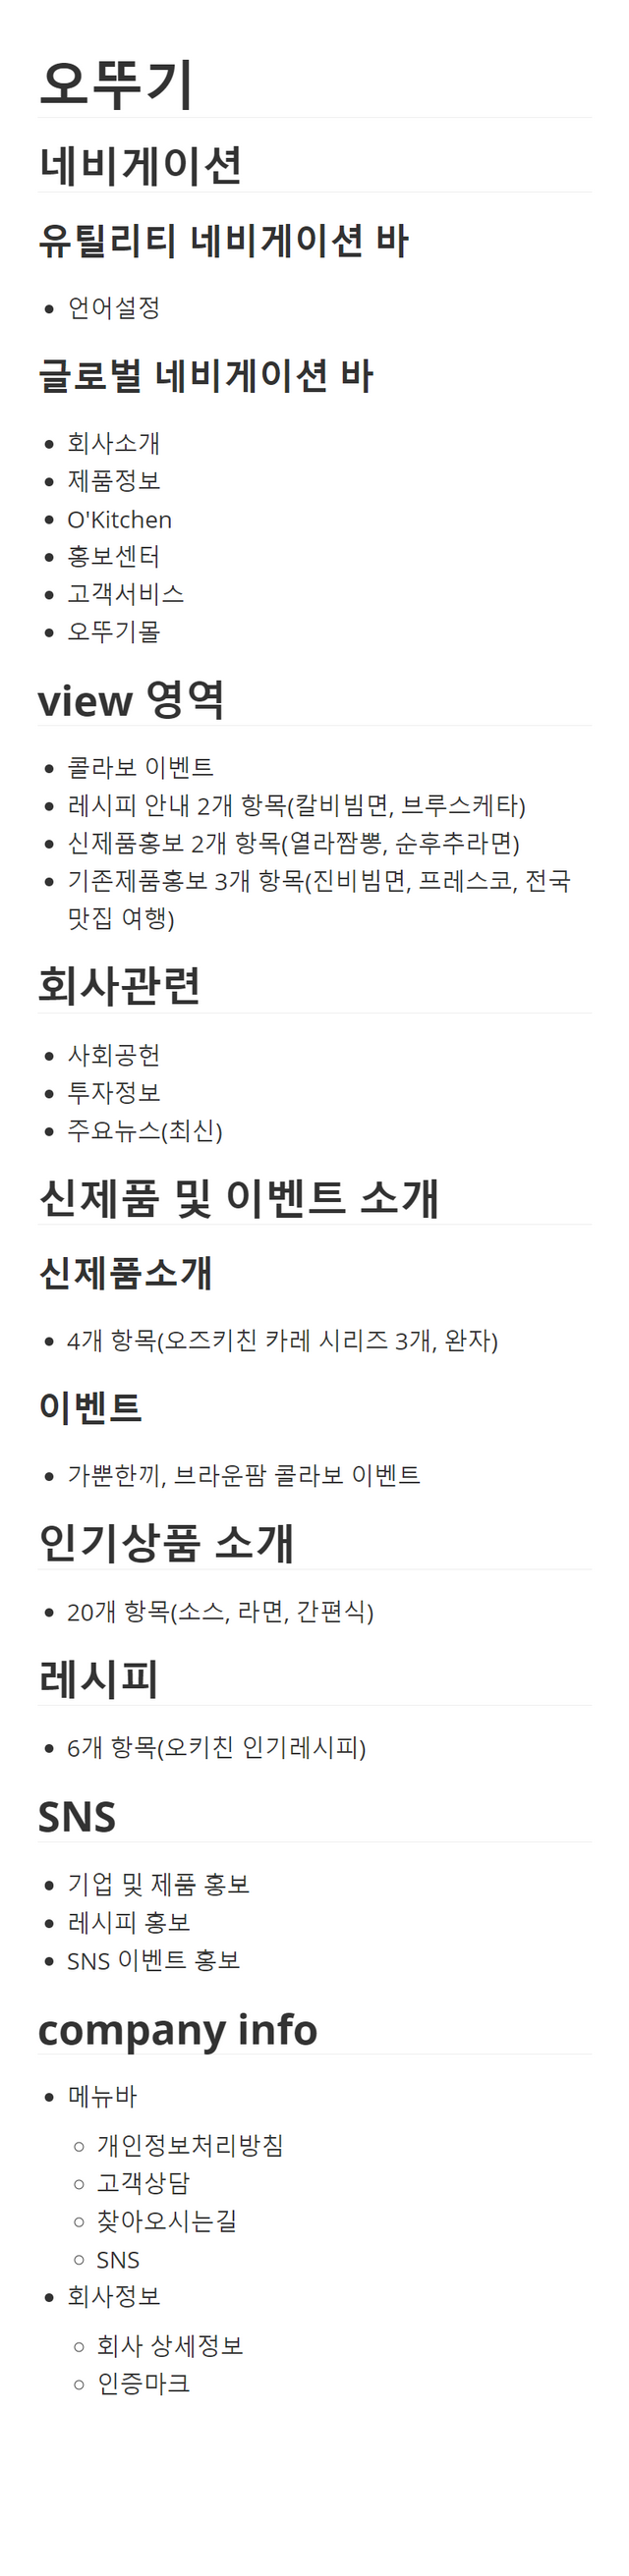 오뚜기
네비게이션
유틸리티 네비게이션 바
언어설정
글로벌 네비게이션 바
회사소개
제품정보
O'Kitchen
홍보센터
고객서비스
오뚜기몰
view 영역
콜라보 이벤트
레시피 안내 2개 항목(칼비빔면, 브루스케타)
신제품홍보 2개 항목(열라짬뽕, 순후추라면)
기존제품홍보 3개 항목(진비빔면, 프레스코, 전국
맛집 여행)
회사관련
사회공헌
투자정보
주요뉴스(최신)
신제품 및 이벤트 소개
신제품소개
4개 항목(오즈키친 카레 시리즈 3개, 완자)
이벤트
가뿐한끼, 브라운팜 콜라보 이벤트
인기상품 소개
20개 항목(소스, 라면, 간편식)
레시피
6개 항목(오키친 인기레시피)
SNS
기업 및 제품 홍보
레시피 홍보
SNS 이벤트 홍보
company info
메뉴바
개인정보처리방침
고객상담
찾아오시는길
SNS
회사정보
회사 상세정보
인증마크